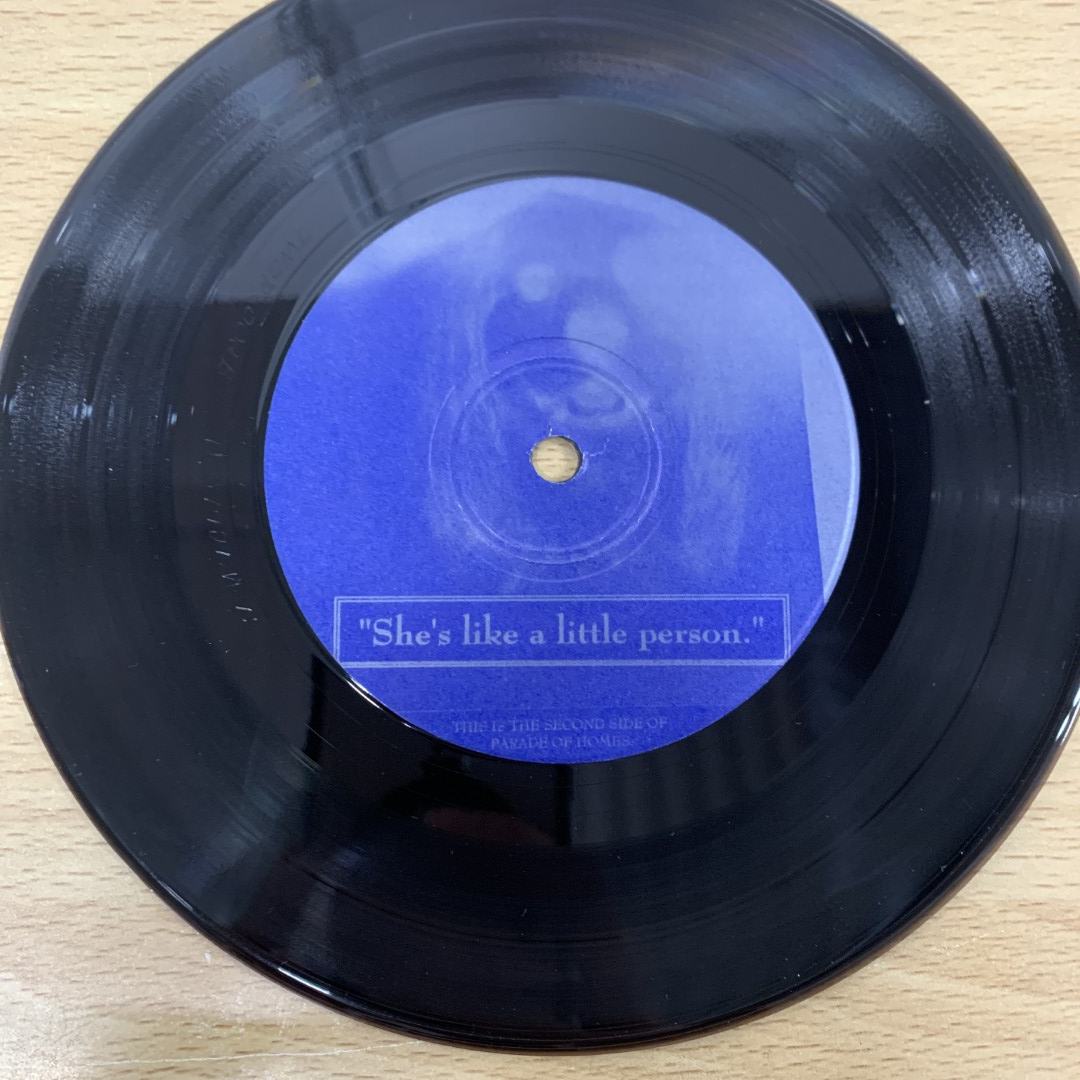 "She's like a little person."
THIS IS THE SECOND SIDE OF
PARADE OF HOMES.